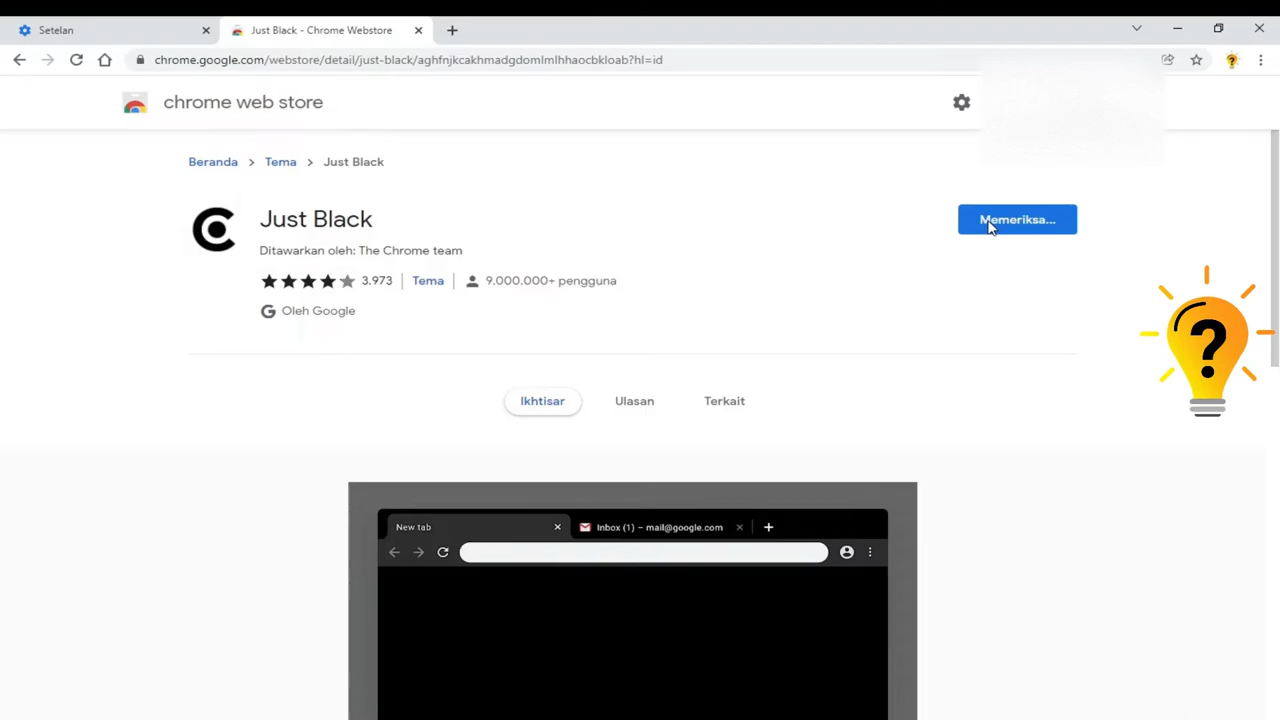 Setelan
Just Black - Chrome Webstore
chrome.google.com/webstore/detail/just-black/aghfnjkcakhmadgdomlmlhhaocbkloab?hl=id
chrome web store
Beranda > Tema > Just Black
Just Black
Memeriksa...
Ditawarkan oleh: The Chrome team
3.973 | Tema | 9.000.000+ pengguna
G Oleh Google
Ikhtisar Ulasan Terkait
New tab Inbox (1) – mail@google.com
?